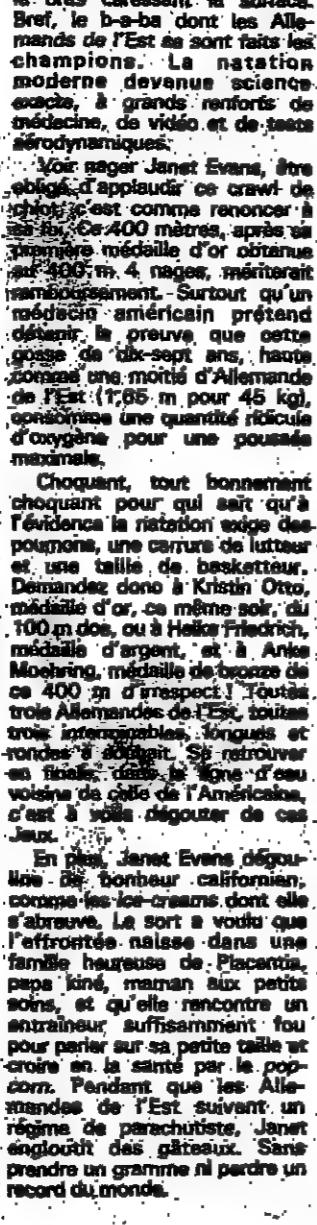 le bras caressant la surface.
Bref, le b-a-ba dont les Alle-
mands de l'Est se sont faits les
champions. La natation
moderne devenue science
exacte, à grands renforts de
médecine, de vidéo et de tests
aérodynamiques.
Voir nager Janet Evans, être
obligé d'applaudir ce crawl de
chiot, c'est comme renoncer à
sa foi. Ce 400 mètres, après sa
première médaille d'or obtenue
au 400 m 4 nages, mériterait
remboursement. Surtout qu'un
médecin américain prétend
détenir la preuve que cette
gosse de dix-sept ans, haute
comme une moitié d'Allemande
de l'Est (1,65 m pour 45 kg),
consomme une quantité ridicule
d'oxygène pour une poussée
maximale.
Choquant, tout bonnement
choquant pour qui sait qu'à
l'évidence la natation exige des
poumons, une carrure de lutteur
et une taille de basketteur.
Demandez donc à Kristin Otto,
médaille d'or, ce même soir, du
100 m dos, ou à Heike Friedrich,
médaille d'argent, et à Anke
Moehring, médaille de bronze de
ce 400 m d'irrespect ! Toutes
trois Allemandes de l'Est, toutes
trois interminables, longues et
rondes à souhait. Se retrouver
en finale, dans la ligne d'eau
voisine de celle de l'Américaine,
c'est à vous dégoûter de ces
Jeux.
En plus, Janet Evans dégou-
line de bonheur californien,
comme les ice-creams dont elle
s'abreuve. Le sort a voulu que
l'effrontée naisse dans une
famille heureuse de Placentia,
papa kiné, maman aux petits
soins, et qu'elle rencontre un
entraîneur suffisamment fou
pour parier sur sa petite taille et
croire en la santé par le pop-
corn. Pendant que les Alle-
mandes de l'Est suivent un
régime de parachutiste, Janet
engloutit des gâteaux. Sans
prendre un gramme ni perdre un
record du monde.